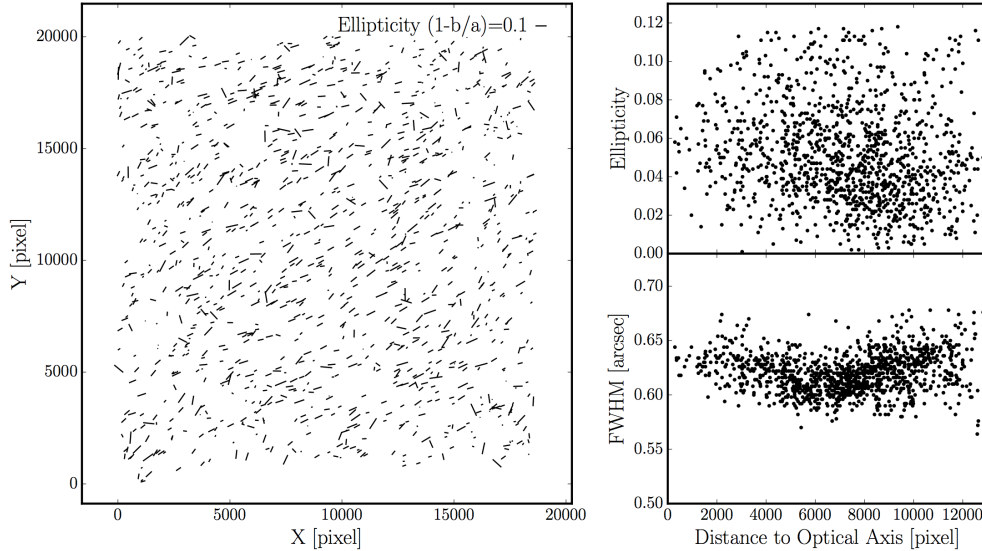 Ellipticity (1-b/a)=0.1
20000
15000
10000
5000
0
Y [pixel]
0 5000 10000 15000 20000
X [pixel]
0.12
0.10
0.08
0.06
0.04
0.02
0.00
Ellipticity
0.70
0.65
0.60
0.55
0.50
FWHM [arcsec]
0 2000 4000 6000 8000 10000 12000
Distance to Optical Axis [pixel]